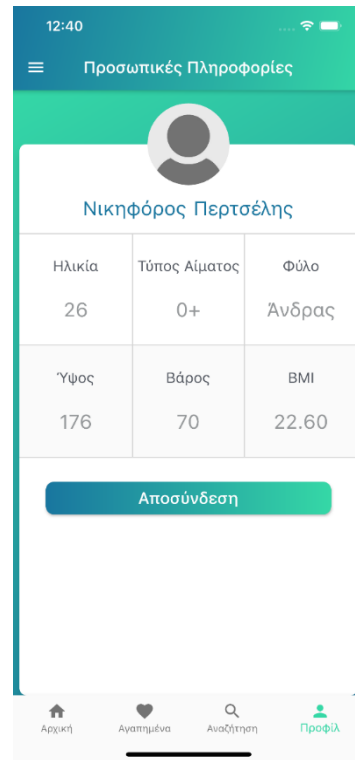 12:40
Προσωπικές Πληροφορίες
Νικηφόρος Περτσέλης
Ηλικία Τύπος Αίματος Φύλο
26 0+ Άνδρας
Ύψος Βάρος BMI
176 70 22.60
Αποσύνδεση
Αρχική Αγαπημένα Αναζήτηση Προφίλ